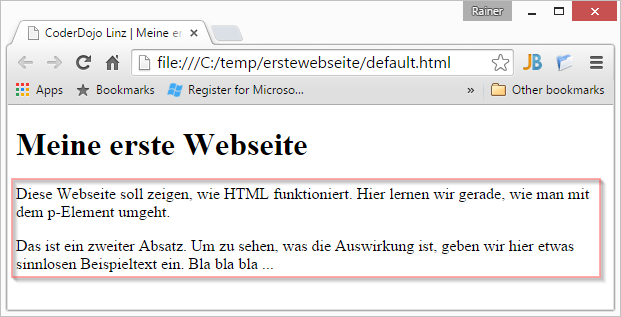 Rainer
CoderDojo Linz | Meine er
file:///C:/temp/erstewebseite/default.html
JB
Apps Bookmarks Register for Microso... » Other bookmarks
Meine erste Webseite
Diese Webseite soll zeigen, wie HTML funktioniert. Hier lernen wir gerade, wie man mit
dem p-Element umgeht.
Das ist ein zweiter Absatz. Um zu sehen, was die Auswirkung ist, geben wir hier etwas
sinnlosen Beispieltext ein. Bla bla bla ...